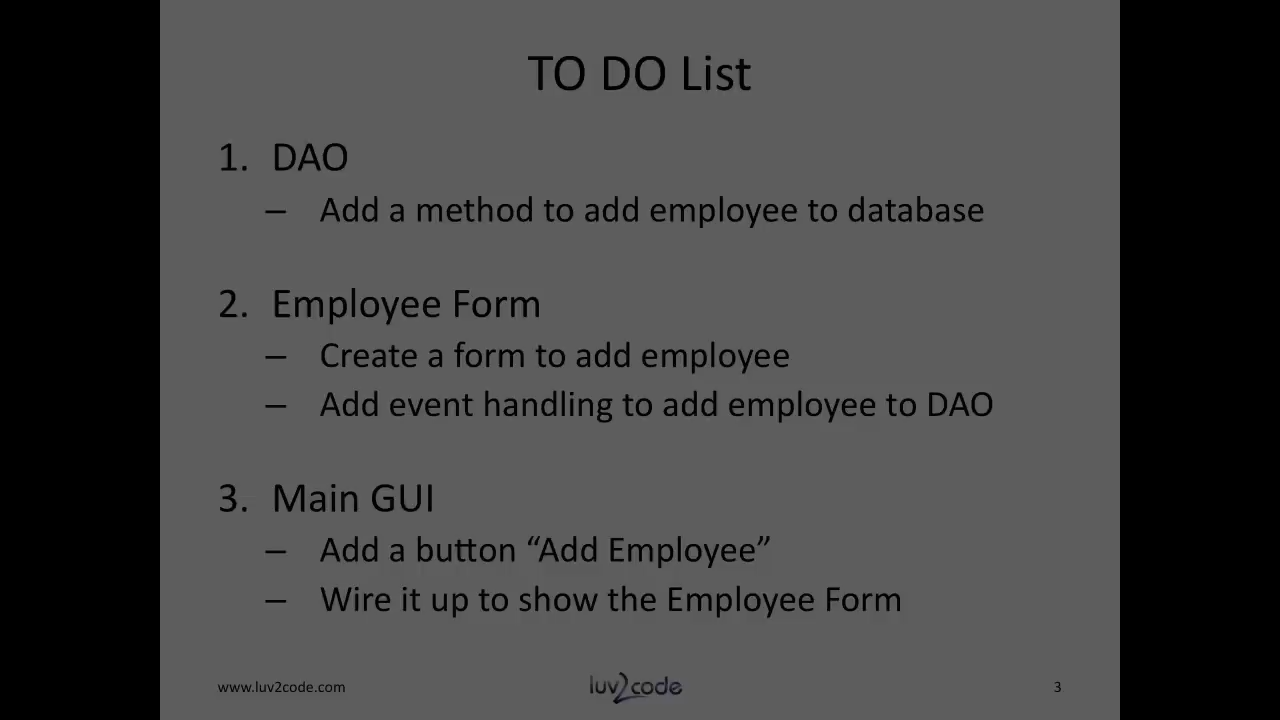 TO DO List
1. DAO
– Add a method to add employee to database
2. Employee Form
– Create a form to add employee
– Add event handling to add employee to DAO
3. Main GUI
– Add a button “Add Employee”
– Wire it up to show the Employee Form
www.luv2code.com
luv2code
3